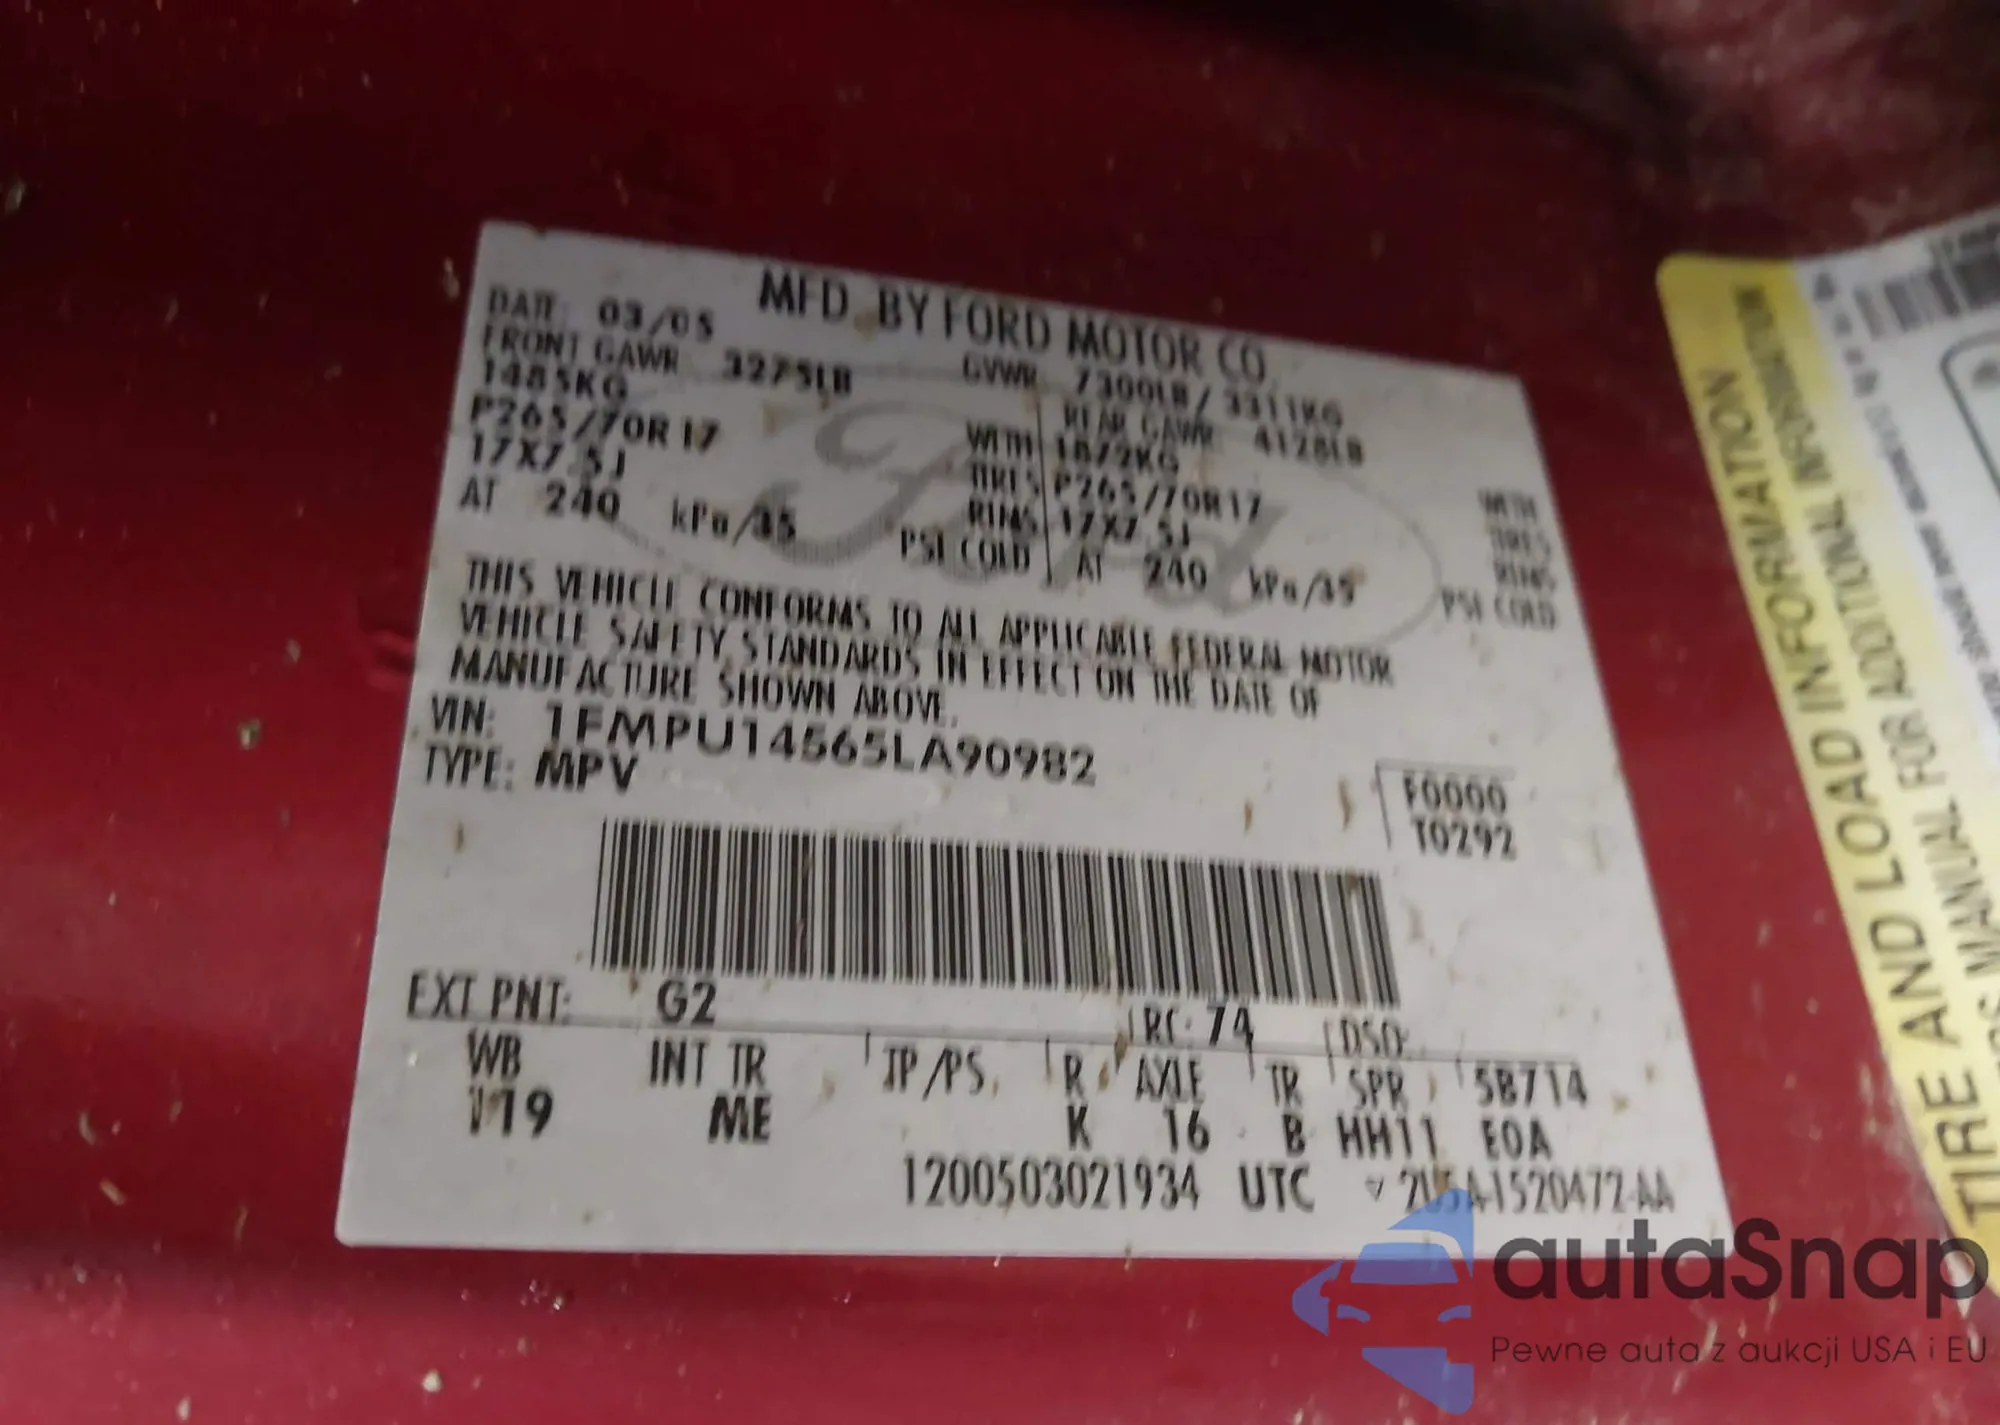 MFD. BY FORD MOTOR CO.
DATE: 03/05 GVWR 7300LB / 3311KG
FRONT GAWR 3275LB REAR GAWR 4128LB
1485KG WITH 1872KG WITH
P265/70R17 TIRES P265/70R17 TIRES
17X7.5J RIMS 17X7.5J RIMS
AT 240 kPa/35 PSI COLD AT 240 kPa/35 PSI COLD
THIS VEHICLE CONFORMS TO ALL APPLICABLE FEDERAL MOTOR
VEHICLE SAFETY STANDARDS IN EFFECT ON THE DATE OF
MANUFACTURE SHOWN ABOVE.
VIN: 1FMPU14565LA90982
TYPE: MPV
F0000
T0292
EXT PNT: G2 RC: 74 DSO:
WB INT TR TP/PS R AXLE TR SPR 5B714
119 ME K 16 B HH11 E0A
1200503021934 UTC ▽ 2U5A-1520472-AA
Ford
TIRE AND LOAD INFORMATION
MANUAL FOR ADDITIONAL INFORMATION
autoSnap
Pewne auta z aukcji USA i EU